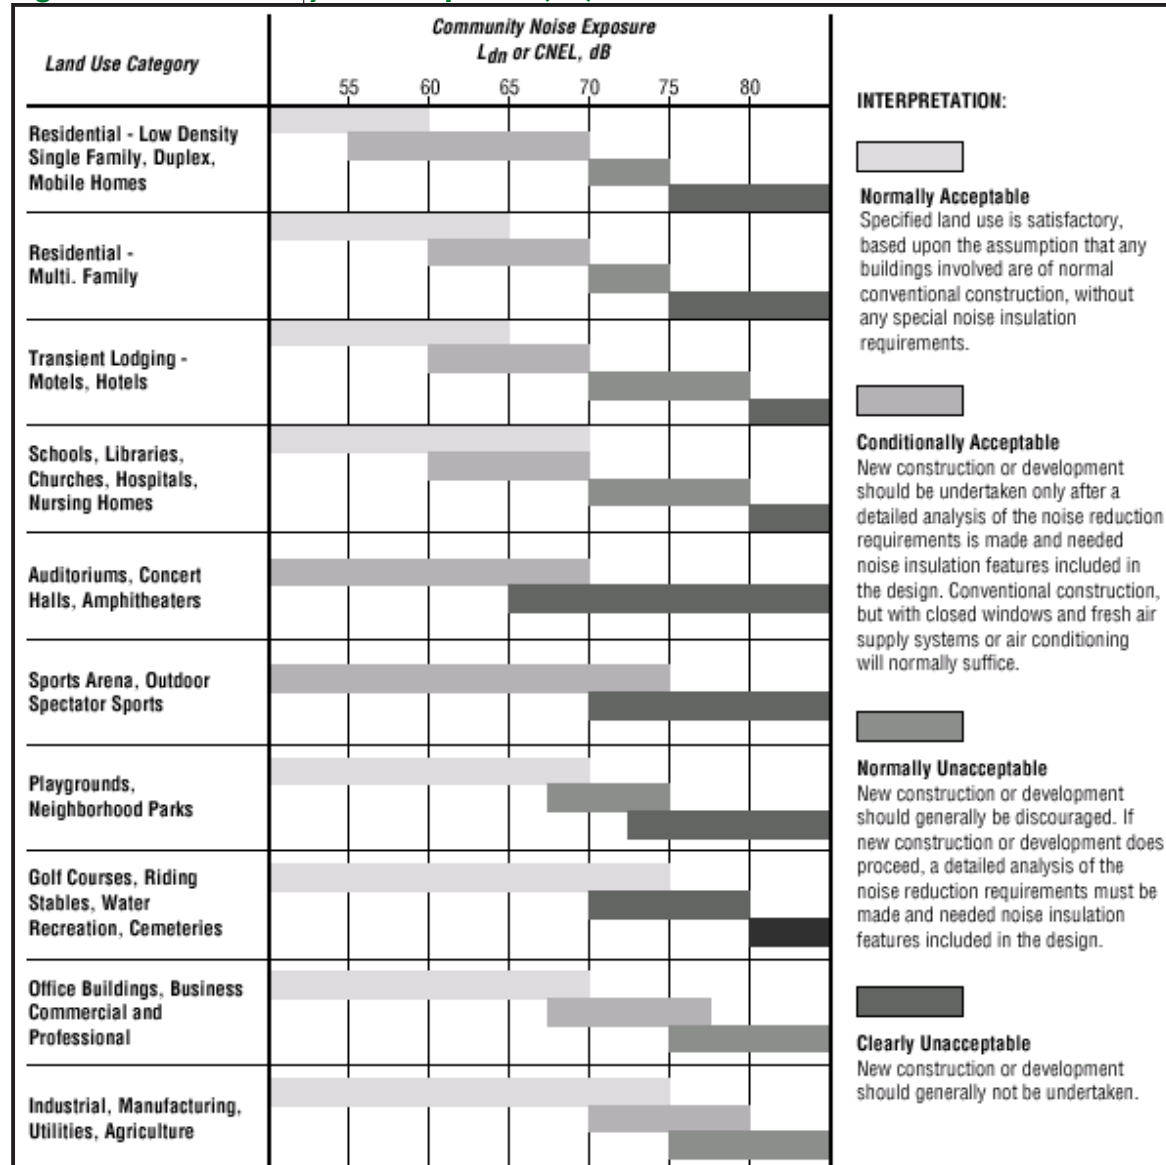 Community Noise Exposure
Ldn or CNEL, dB
Land Use Category
55 60 65 70 75 80
Residential - Low Density
Single Family, Duplex,
Mobile Homes
Residential -
Multi. Family
Transient Lodging -
Motels, Hotels
Schools, Libraries,
Churches, Hospitals,
Nursing Homes
Auditoriums, Concert
Halls, Amphitheaters
Sports Arena, Outdoor
Spectator Sports
Playgrounds,
Neighborhood Parks
Golf Courses, Riding
Stables, Water
Recreation, Cemeteries
Office Buildings, Business
Commercial and
Professional
Industrial, Manufacturing,
Utilities, Agriculture
INTERPRETATION:
Normally Acceptable
Specified land use is satisfactory,
based upon the assumption that any
buildings involved are of normal
conventional construction, without
any special noise insulation
requirements.
Conditionally Acceptable
New construction or development
should be undertaken only after a
detailed analysis of the noise reduction
requirements is made and needed
noise insulation features included in
the design. Conventional construction,
but with closed windows and fresh air
supply systems or air conditioning
will normally suffice.
Normally Unacceptable
New construction or development
should generally be discouraged. If
new construction or development does
proceed, a detailed analysis of the
noise reduction requirements must be
made and needed noise insulation
features included in the design.
Clearly Unacceptable
New construction or development
should generally not be undertaken.